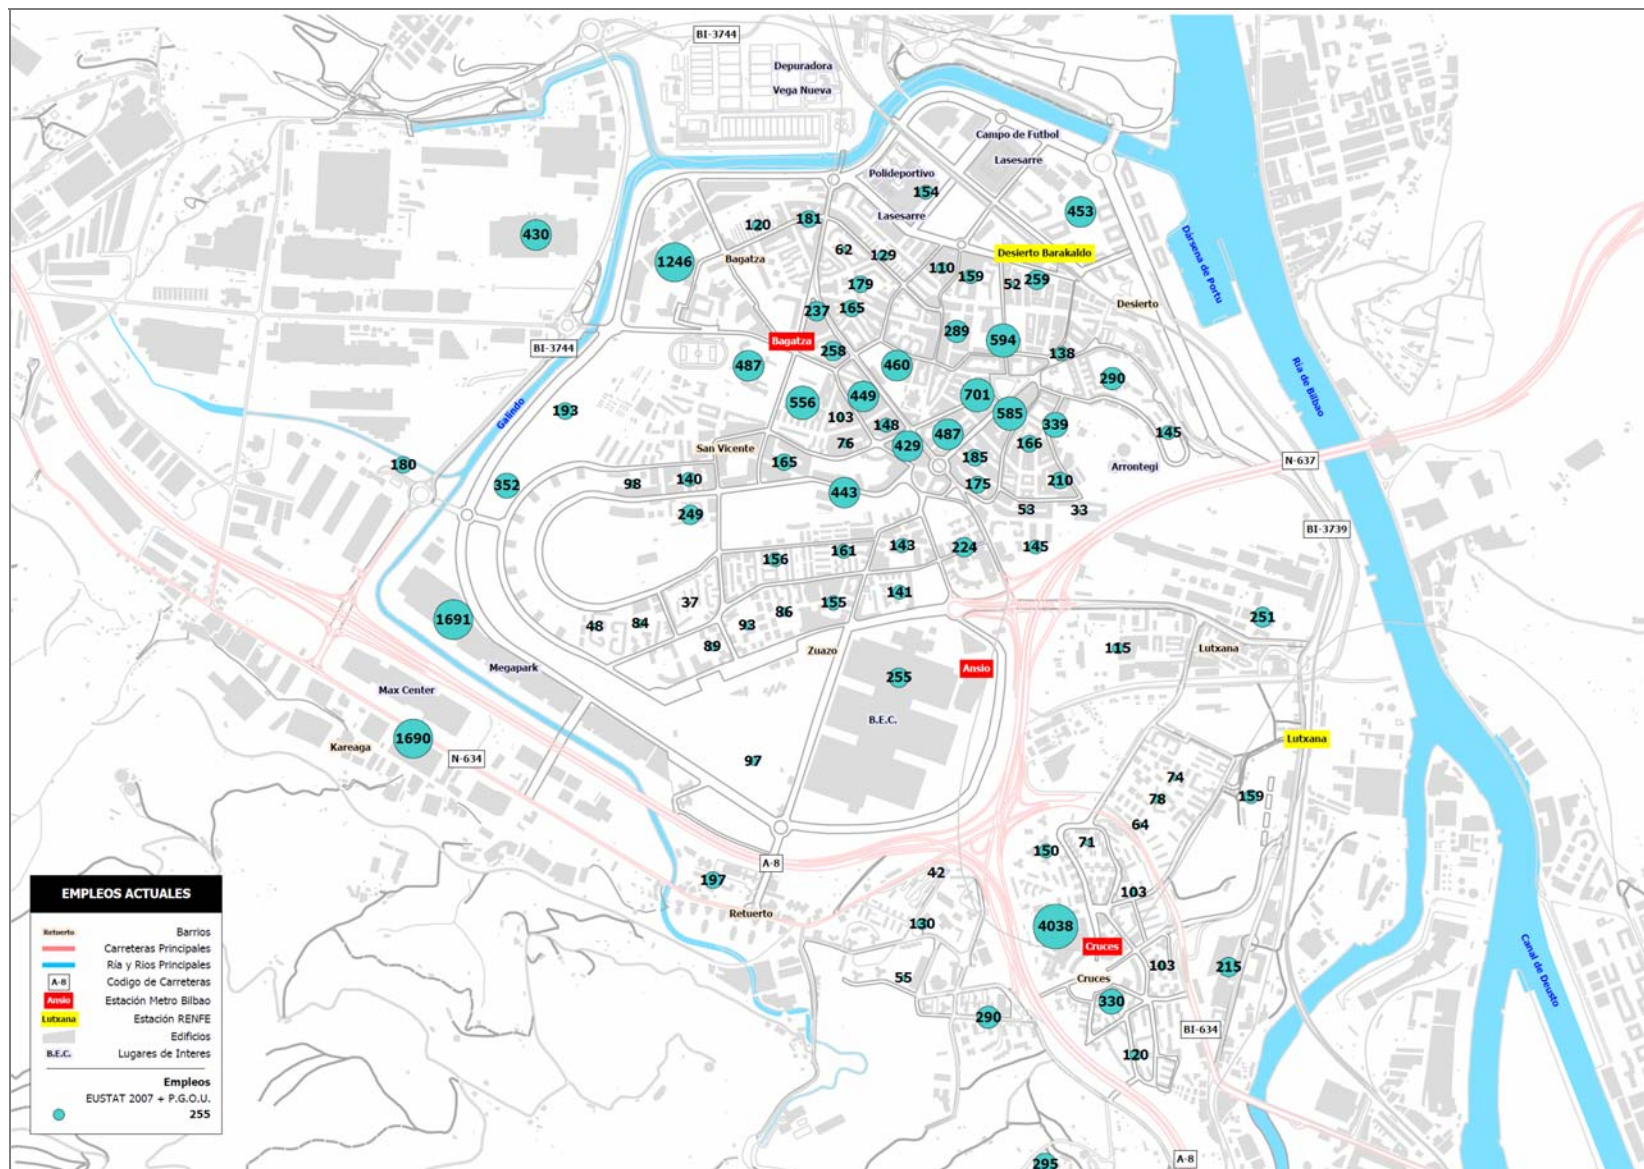 BI-3744
Depuradora
Vega Nueva
Campo de Futbol
Lasesarre
Polideportivo
154
Lasesarre
453
120
181
430
1246
Bagatza
62
129
Desierto Barakaldo
Dársena de Portu
110
159
52
259
179
Desierto
237
165
289
594
Bagatza
BI-3744
258
138
487
460
290
Ría de Bilbao
556
449
701
193
103
585
Galindo
148
339
145
76
487
429
166
San Vicente
165
185
Arrontegi
N-637
180
352
98
140
443
175
210
249
53
33
BI-3739
156
161
143
224
145
37
155
141
86
1691
48
84
93
251
89
Zuazo
115
Lutxana
Megapark
Ansio
255
Max Center
B.E.C.
1690
Kareaga
N-634
Lutxana
97
74
78
159
64
71
150
A-8
197
42
103
Retuerto
130
4038
Cruces
103
215
55
Cruces
330
290
BI-634
120
Canal de Deusto
295
A-8
EMPLEOS ACTUALES
Retuerto Barrios
Carreteras Principales
Ría y Rios Principales
A-8 Codigo de Carreteras
Ansio Estación Metro Bilbao
Lutxana Estación RENFE
Edificios
B.E.C. Lugares de Interes
Empleos
EUSTAT 2007 + P.G.O.U.
255